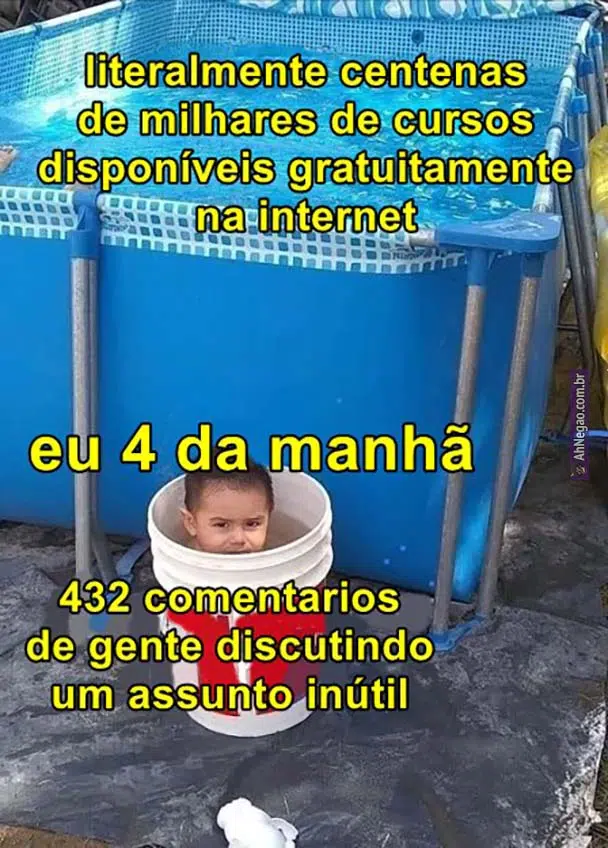 literalmente centenas
de milhares de cursos
disponíveis gratuitamente
na internet
AhNegao.com.br
eu 4 da manhã
432 comentarios
de gente discutindo
um assunto inútil